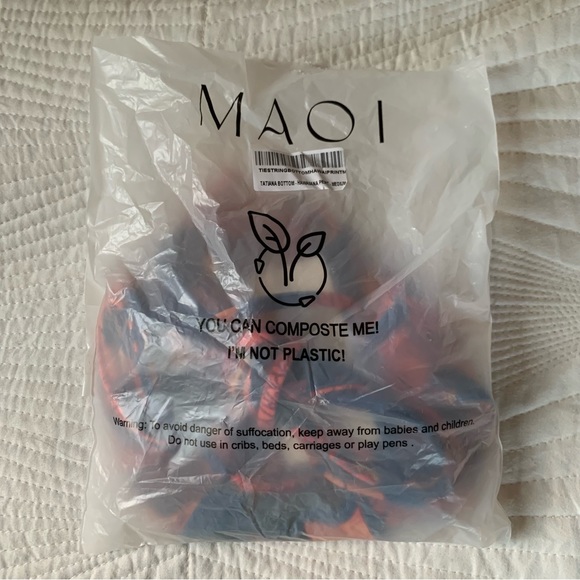 MAOI
TATIANA BOTTOM -
YOU CAN COMPOSTE ME!
I'M NOT PLASTIC!
Warning: To avoid danger of suffocation, keep away from babies and children.
Do not use in cribs, beds, carriages or play pens .